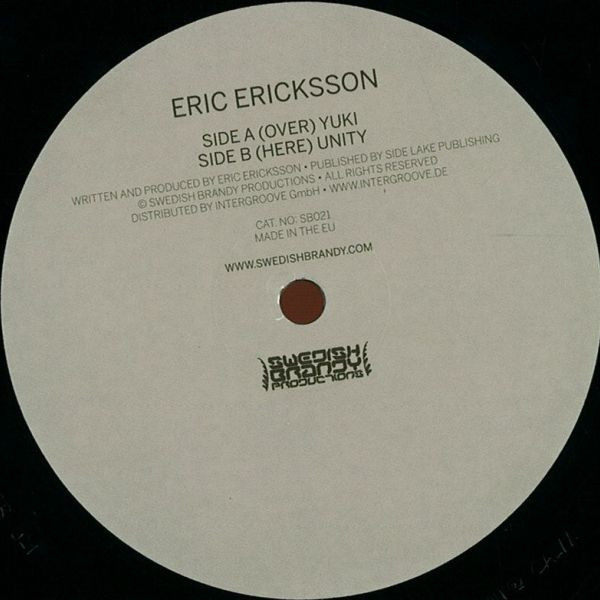 ERIC ERICKSSON
SIDE A (OVER) YUKI
SIDE B (HERE) UNITY
WRITTEN AND PRODUCED BY ERIC ERICKSSON • PUBLISHED BY SIDE LAKE PUBLISHING
© SWEDISH BRANDY PRODUCTIONS • ALL RIGHTS RESERVED
DISTRIBUTED BY INTERGROOVE GmbH • WWW.INTERGROOVE.DE
CAT. NO: SB021
MADE IN THE EU
WWW.SWEDISHBRANDY.COM
SWEDISH
BRANDY
PRODUCTIONS